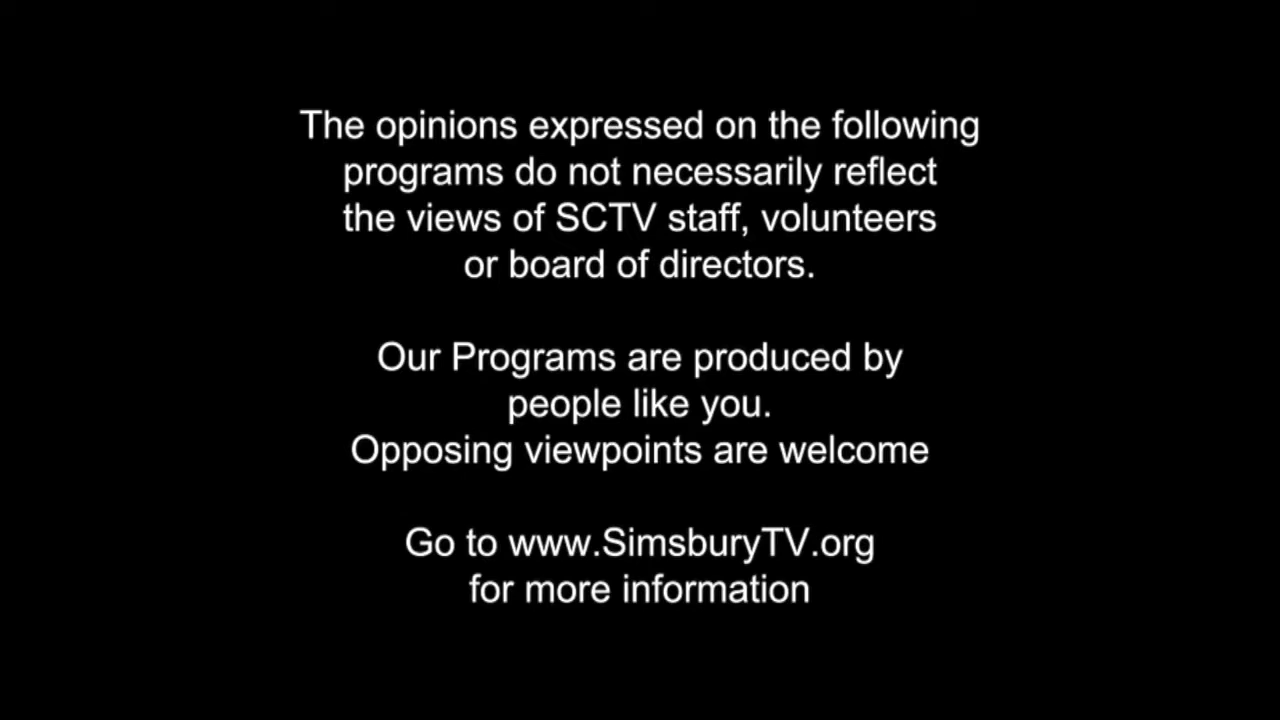 The opinions expressed on the following
programs do not necessarily reflect
the views of SCTV staff, volunteers
or board of directors.
Our Programs are produced by
people like you.
Opposing viewpoints are welcome
Go to www.SimsburyTV.org
for more information